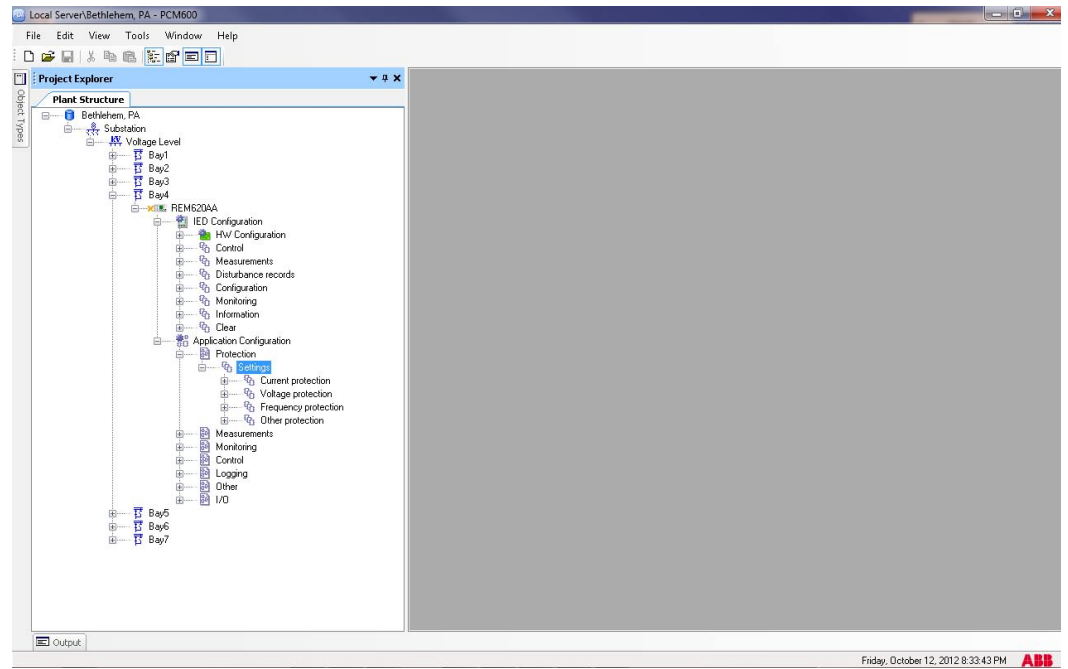 Local Server\Bethlehem, PA - PCM600
File Edit View Tools Window Help
Object Types
Project Explorer
Plant Structure
Bethlehem, PA
Substation
KV Voltage Level
Bay1
Bay2
Bay3
Bay4
REM620AA
IED Configuration
HW Configuration
Control
Measurements
Disturbance records
Configuration
Monitoring
Information
Clear
Application Configuration
Protection
Settings
Current protection
Voltage protection
Frequency protection
Other protection
Measurements
Monitoring
Control
Logging
Other
I/O
Bay5
Bay6
Bay7
Output
Friday, October 12, 2012 8:33:43 PM ABB